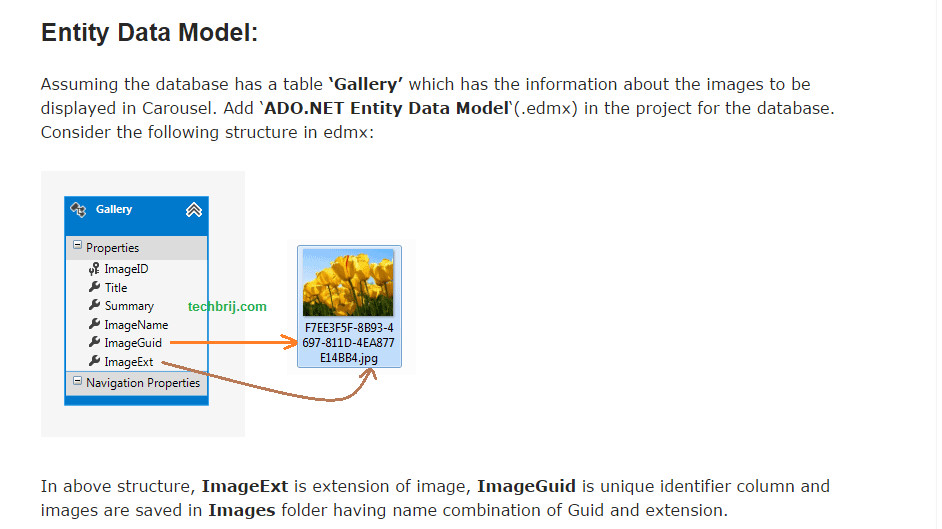 Entity Data Model:
Assuming the database has a table ‘Gallery’ which has the information about the images to be
displayed in Carousel. Add `ADO.NET Entity Data Model`(.edmx) in the project for the database.
Consider the following structure in edmx:
Gallery
Properties
ImageID
Title
Summary
ImageName
ImageGuid
ImageExt
Navigation Properties
techbrij.com
F7EE3F5F-8B93-4
697-811D-4EA877
E14BB4.jpg
In above structure, ImageExt is extension of image, ImageGuid is unique identifier column and
images are saved in Images folder having name combination of Guid and extension.